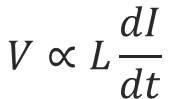 V ∝ L dI/dt